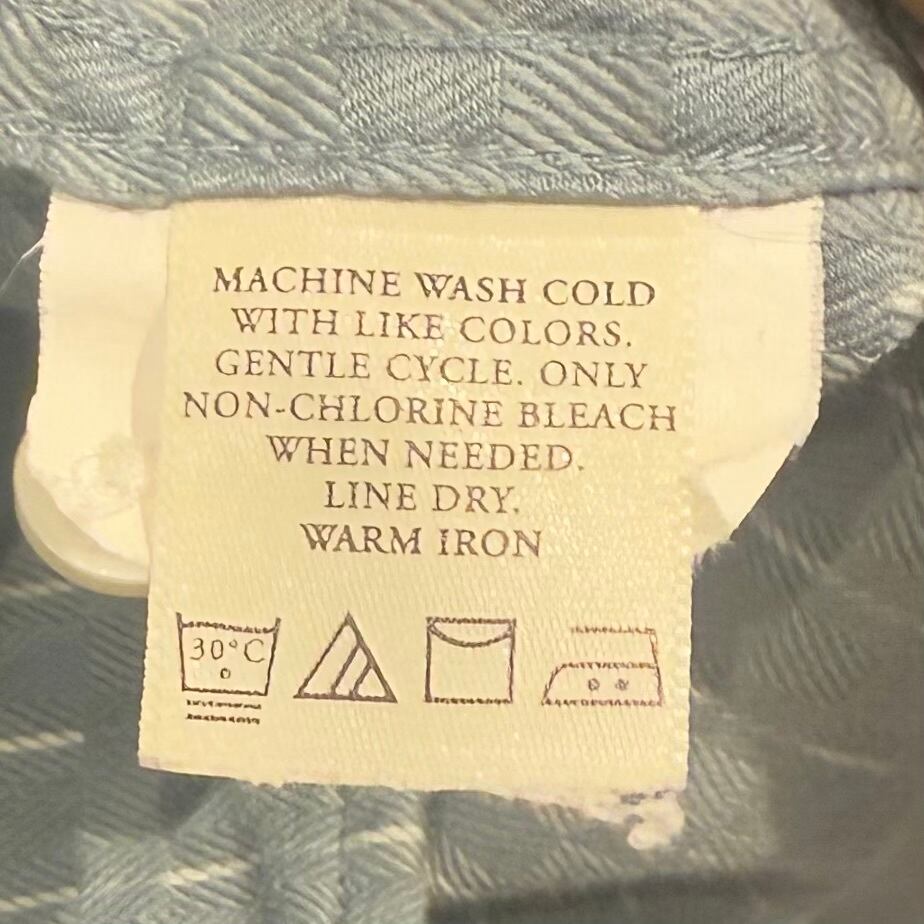 MACHINE WASH COLD
WITH LIKE COLORS.
GENTLE CYCLE. ONLY
NON-CHLORINE BLEACH
WHEN NEEDED.
LINE DRY.
WARM IRON
30°C